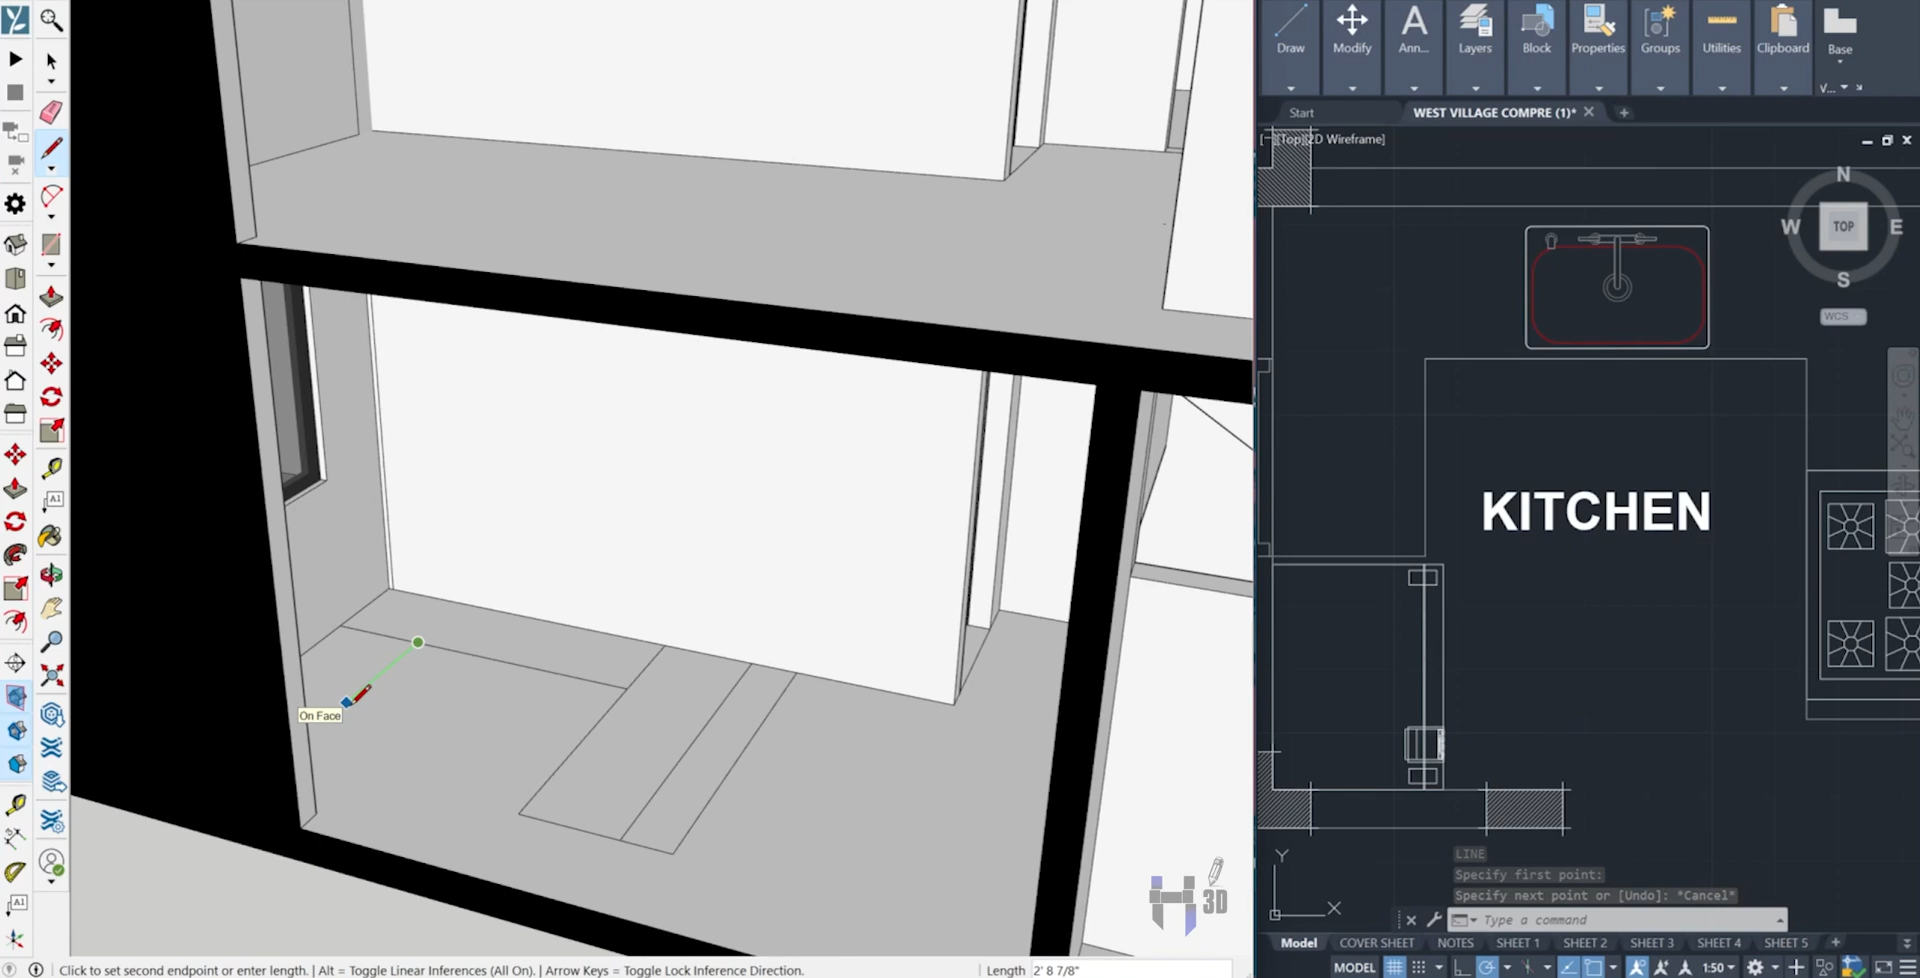 Draw
Modify
Ann...
Layers
Block
Properties
Groups
Utilities
Clipboard
Base
V...
Start
WEST VILLAGE COMPRE (1)*
[−][Top][2D Wireframe]
N
W
TOP
E
S
WCS
KITCHEN
On Face
A1
A1
3D
Y
X
LINE
Specify first point:
Specify next point or [Undo]: *Cancel*
Type a command
Model
COVER SHEET
NOTES
SHEET 1
SHEET 2
SHEET 3
SHEET 4
SHEET 5
MODEL
1:50
Click to set second endpoint or enter length. | Alt = Toggle Linear Inferences (All On). | Arrow Keys = Toggle Lock Inference Direction.
Length
2' 8 7/8"